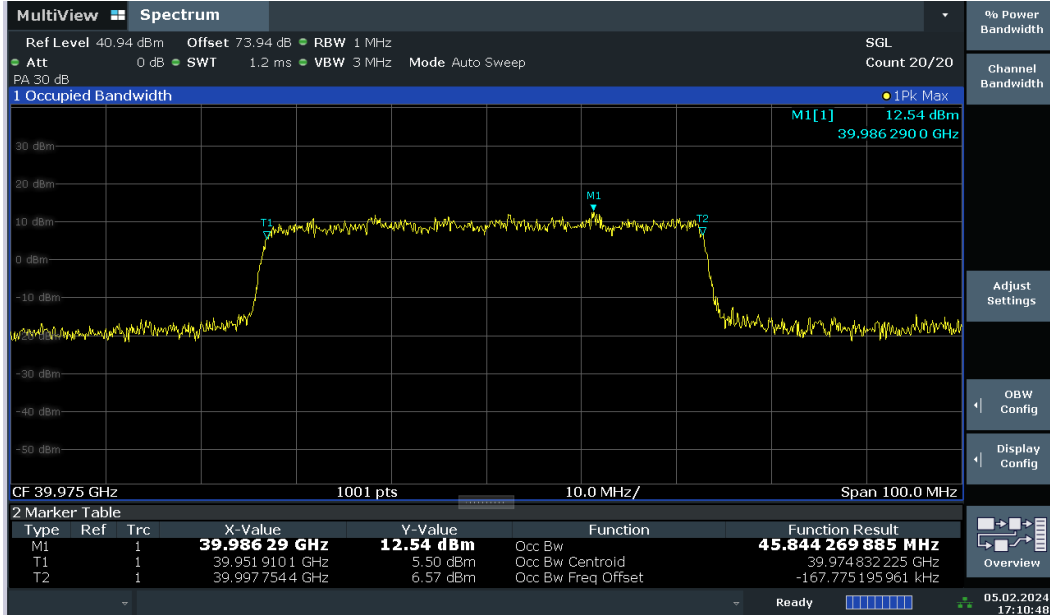 MultiView Spectrum
Ref Level 40.94 dBm Offset 73.94 dB RBW 1 MHz SGL
Att 0 dB SWT 1.2 ms VBW 3 MHz Mode Auto Sweep Count 20/20
PA 30 dB
1 Occupied Bandwidth 1Pk Max
M1[1] 12.54 dBm
39.986 290 0 GHz
30 dBm
20 dBm
M1
10 dBm
T1
T2
0 dBm
-10 dBm
-20 dBm
-30 dBm
-40 dBm
-50 dBm
CF 39.975 GHz 1001 pts 10.0 MHz/ Span 100.0 MHz
2 Marker Table
Type Ref Trc X-Value Y-Value Function Function Result
M1 1 39.986 29 GHz 12.54 dBm Occ Bw 45.844 269 885 MHz
T1 1 39.951 910 1 GHz 5.50 dBm Occ Bw Centroid 39.974 832 225 GHz
T2 1 39.997 754 4 GHz 6.57 dBm Occ Bw Freq Offset -167.775 195 961 kHz
Ready 05.02.2024
17:10:48
% Power
Bandwidth
Channel
Bandwidth
Adjust
Settings
OBW
Config
Display
Config
Overview